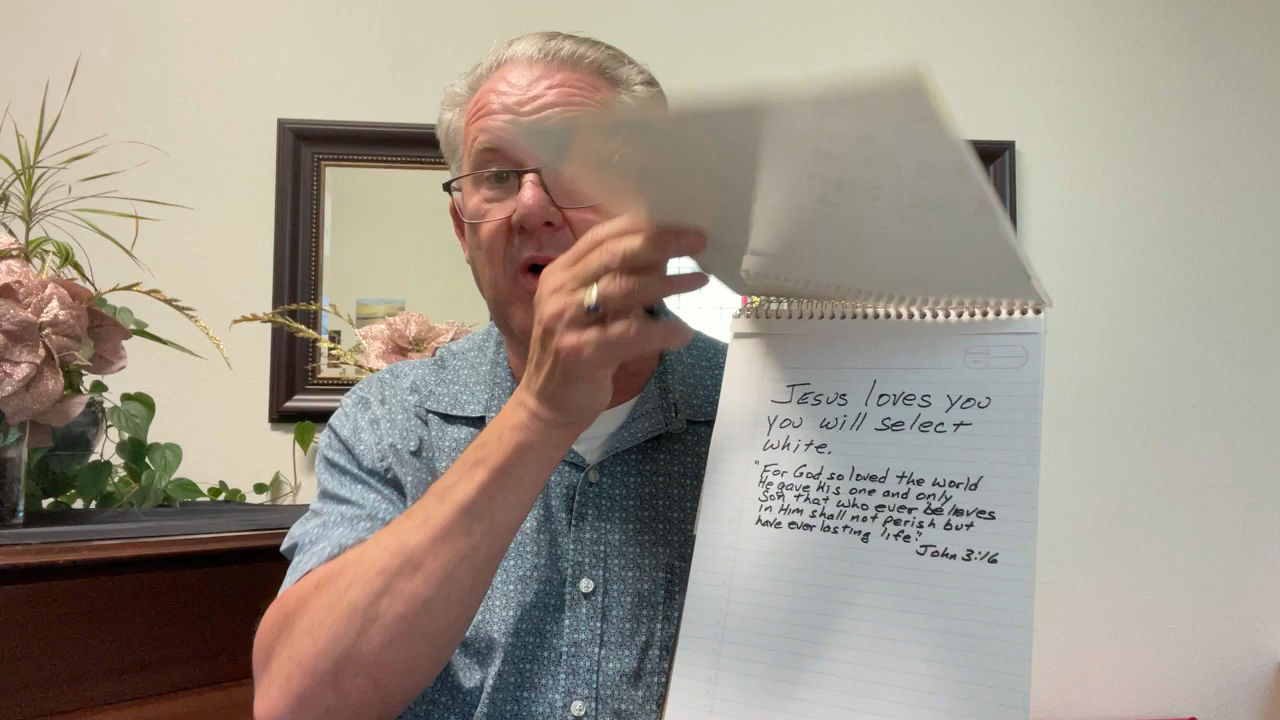 Jesus loves you
you will select
white.
"For God so loved the world
He gave His one and only
Son, that who ever believes
in Him shall not perish but
have ever lasting life."
John 3:16